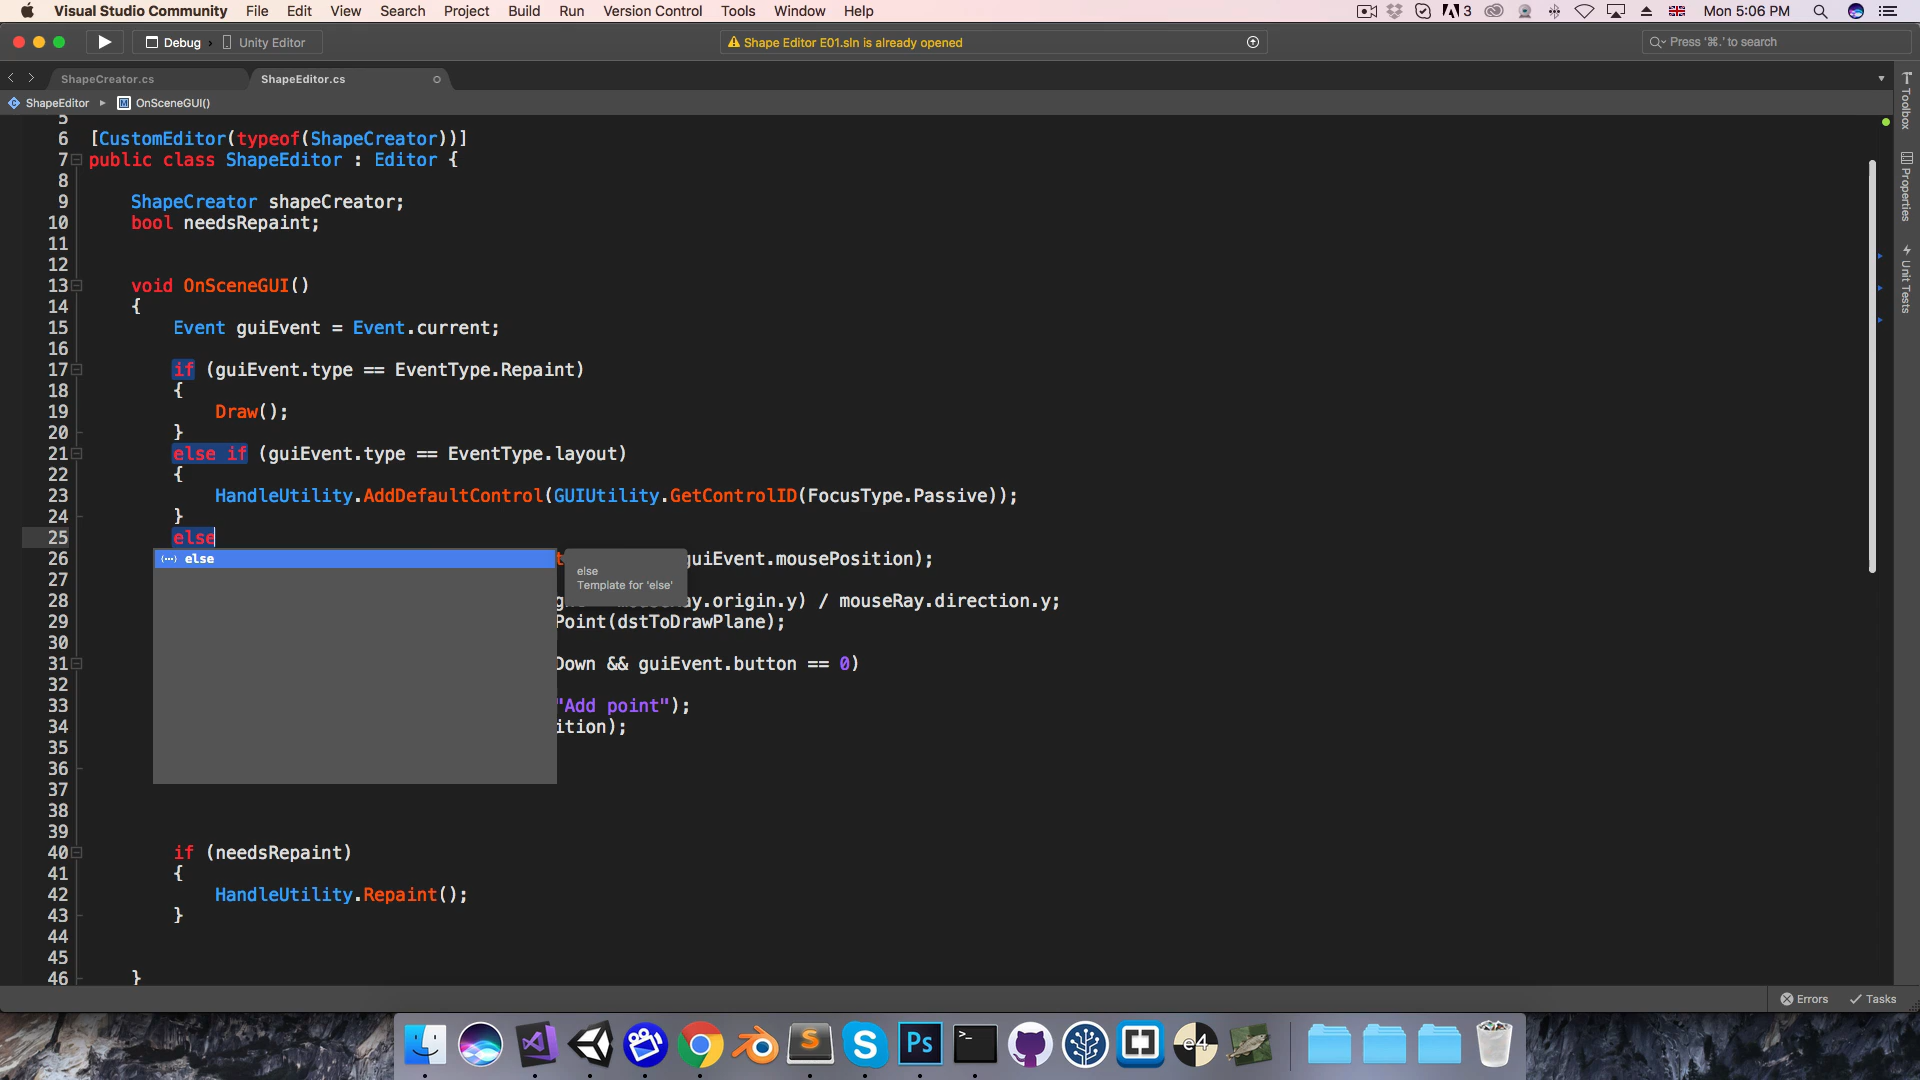 Visual Studio Community File Edit View Search Project Build Run Version Control Tools Window Help 3 Mon 5:06 PM
Debug Unity Editor Shape Editor E01.sln is already opened Press '⌘.' to search
ShapeCreator.cs ShapeEditor.cs
ShapeEditor OnSceneGUI()
Toolbox
Properties
Unit Tests
5
6 [CustomEditor(typeof(ShapeCreator))]
7 public class ShapeEditor : Editor {
8
9 ShapeCreator shapeCreator;
10 bool needsRepaint;
11
12
13 void OnSceneGUI()
14 {
15 Event guiEvent = Event.current;
16
17 if (guiEvent.type == EventType.Repaint)
18 {
19 Draw();
20 }
21 else if (guiEvent.type == EventType.layout)
22 {
23 HandleUtility.AddDefaultControl(GUIUtility.GetControlID(FocusType.Passive));
24 }
25 else
else
else
Template for 'else'
26 uiEvent.mousePosition);
27
28 y.origin.y) / mouseRay.direction.y;
29 Point(dstToDrawPlane);
30
31 Down && guiEvent.button == 0)
32
33 "Add point");
34 ition);
35
36
37
38
39
40 if (needsRepaint)
41 {
42 HandleUtility.Repaint();
43 }
44
45
46 }
Errors Tasks
S S Ps >_ e4